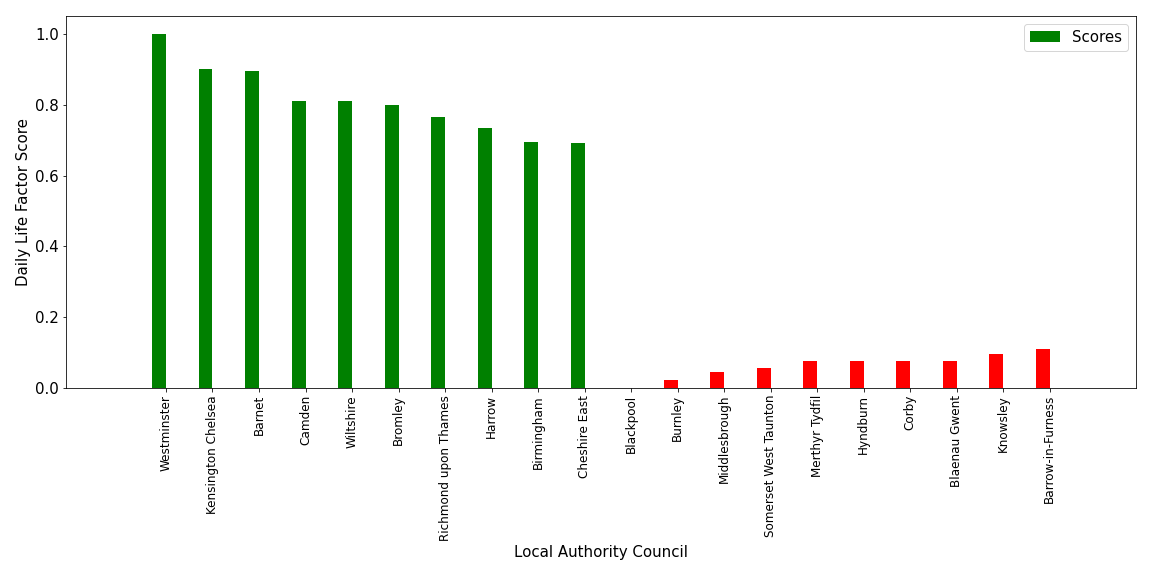 Scores
Daily Life Factor Score
1.0
0.8
0.6
0.4
0.2
0.0
Westminster
Kensington Chelsea
Barnet
Camden
Wiltshire
Bromley
Richmond upon Thames
Harrow
Birmingham
Cheshire East
Blackpool
Burnley
Middlesbrough
Somerset West Taunton
Merthyr Tydfil
Hyndburn
Corby
Blaenau Gwent
Knowsley
Barrow-in-Furness
Local Authority Council